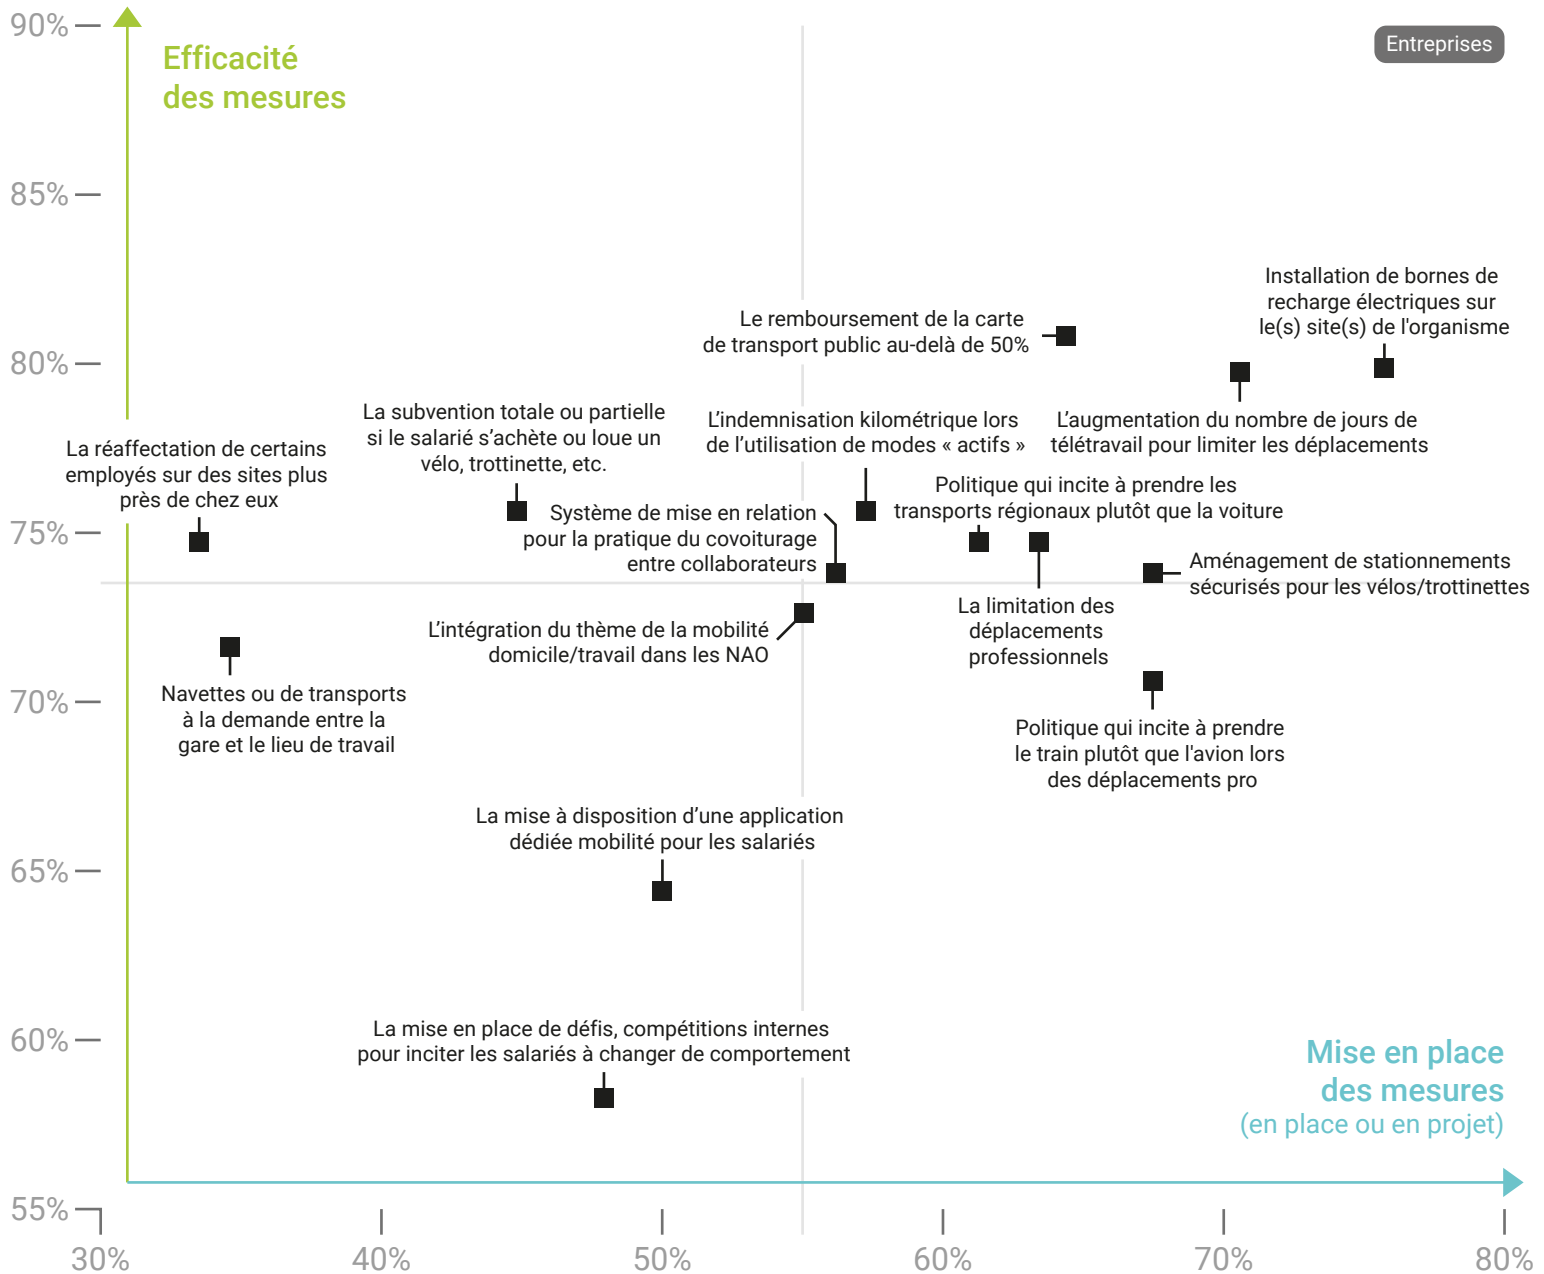 90%
Efficacité
des mesures
Entreprises
85%
Installation de bornes de
recharge électriques sur
le(s) site(s) de l'organisme
Le remboursement de la carte
de transport public au-delà de 50%
80%
La subvention totale ou partielle
si le salarié s’achète ou loue un
vélo, trottinette, etc.
L’indemnisation kilométrique lors
de l’utilisation de modes « actifs »
L’augmentation du nombre de jours de
télétravail pour limiter les déplacements
La réaffectation de certains
employés sur des sites plus
près de chez eux
Politique qui incite à prendre les
transports régionaux plutôt que la voiture
Système de mise en relation
pour la pratique du covoiturage
entre collaborateurs
75%
Aménagement de stationnements
sécurisés pour les vélos/trottinettes
La limitation des
déplacements
professionnels
L’intégration du thème de la mobilité
domicile/travail dans les NAO
Navettes ou de transports
à la demande entre la
gare et le lieu de travail
70%
Politique qui incite à prendre
le train plutôt que l'avion lors
des déplacements pro
La mise à disposition d’une application
dédiée mobilité pour les salariés
65%
La mise en place de défis, compétitions internes
pour inciter les salariés à changer de comportement
60%
Mise en place
des mesures
(en place ou en projet)
55%
30%
40%
50%
60%
70%
80%